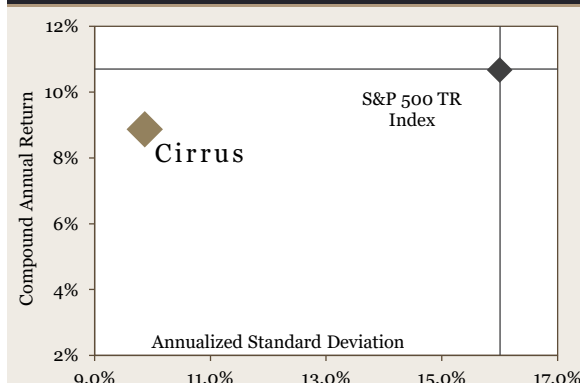 12%
10%
8%
6%
4%
2%
Compound Annual Return
S&P 500 TR
Index
Cirrus
Annualized Standard Deviation
9.0% 11.0% 13.0% 15.0% 17.0%